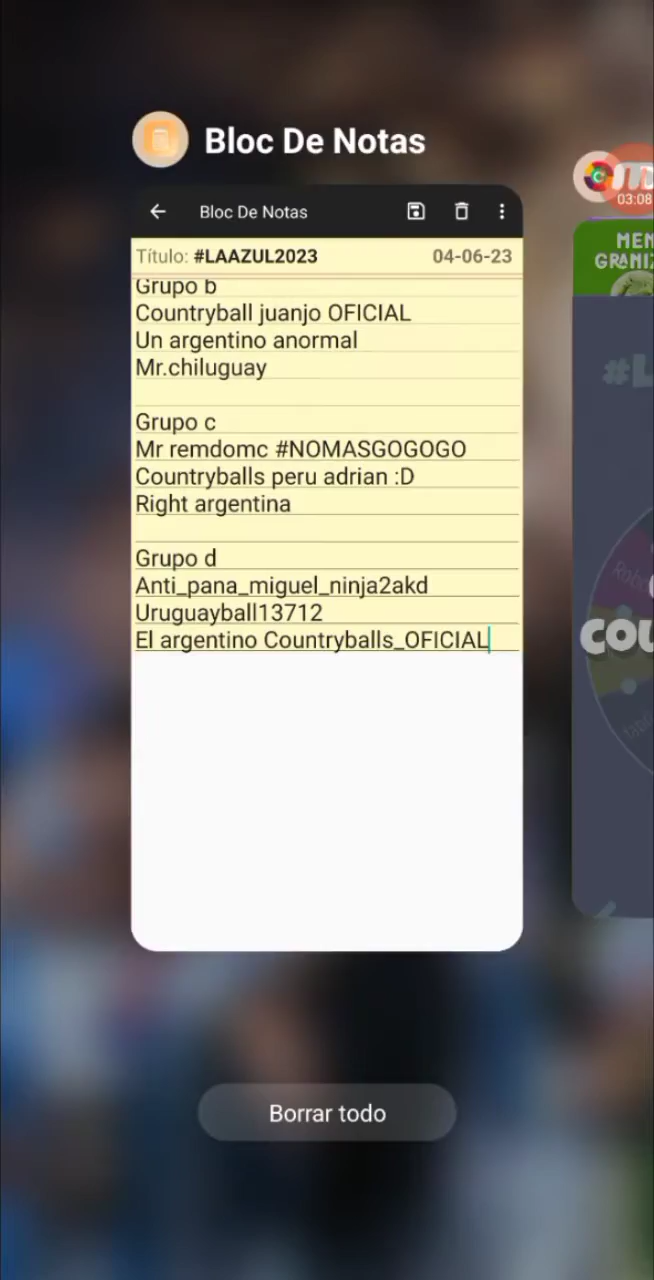 Bloc De Notas
03:08
Bloc De Notas
Título: #LAAZUL2023 04-06-23
Grupo b
Countryball juanjo OFICIAL
Un argentino anormal
Mr.chiluguay
Grupo c
Mr remdomc #NOMASGOGOGO
Countryballs peru adrian :D
Right argentina
Grupo d
Anti_pana_miguel_ninja2akd
Uruguayball13712
El argentino Countryballs_OFICIAL
Borrar todo